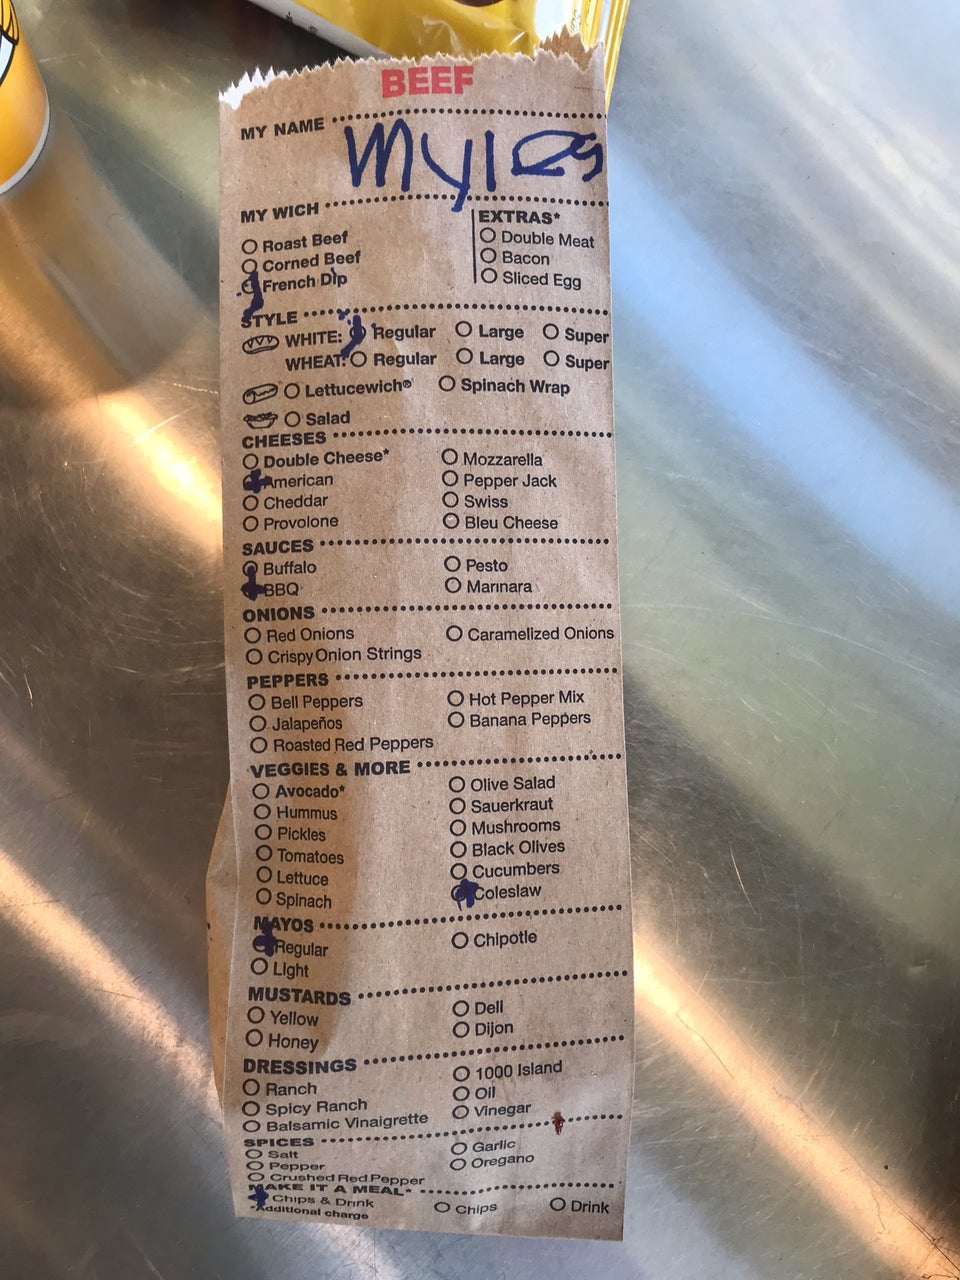 BEEF
MY NAME
Myles
MY WICH
EXTRAS*
Roast Beef
Double Meat
Corned Beef
Bacon
French Dip
Sliced Egg
STYLE
WHITE: Regular Large Super
WHEAT: Regular Large Super
Lettucewich® Spinach Wrap
Salad
CHEESES
Double Cheese* Mozzarella
American Pepper Jack
Cheddar Swiss
Provolone Bleu Cheese
SAUCES
Buffalo Pesto
BBQ Marinara
ONIONS
Red Onions Caramelized Onions
Crispy Onion Strings
PEPPERS
Bell Peppers Hot Pepper Mix
Jalapeños Banana Peppers
Roasted Red Peppers
VEGGIES & MORE
Avocado* Olive Salad
Hummus Sauerkraut
Pickles Mushrooms
Tomatoes Black Olives
Lettuce Cucumbers
Spinach Coleslaw
MAYOS
Regular Chipotle
Light
MUSTARDS
Yellow Deli
Honey Dijon
DRESSINGS
Ranch 1000 Island
Spicy Ranch Oil
Balsamic Vinaigrette Vinegar
SPICES
Salt Garlic
Pepper Oregano
Crushed Red Pepper
MAKE IT A MEAL*
Chips & Drink Chips Drink
*Additional charge